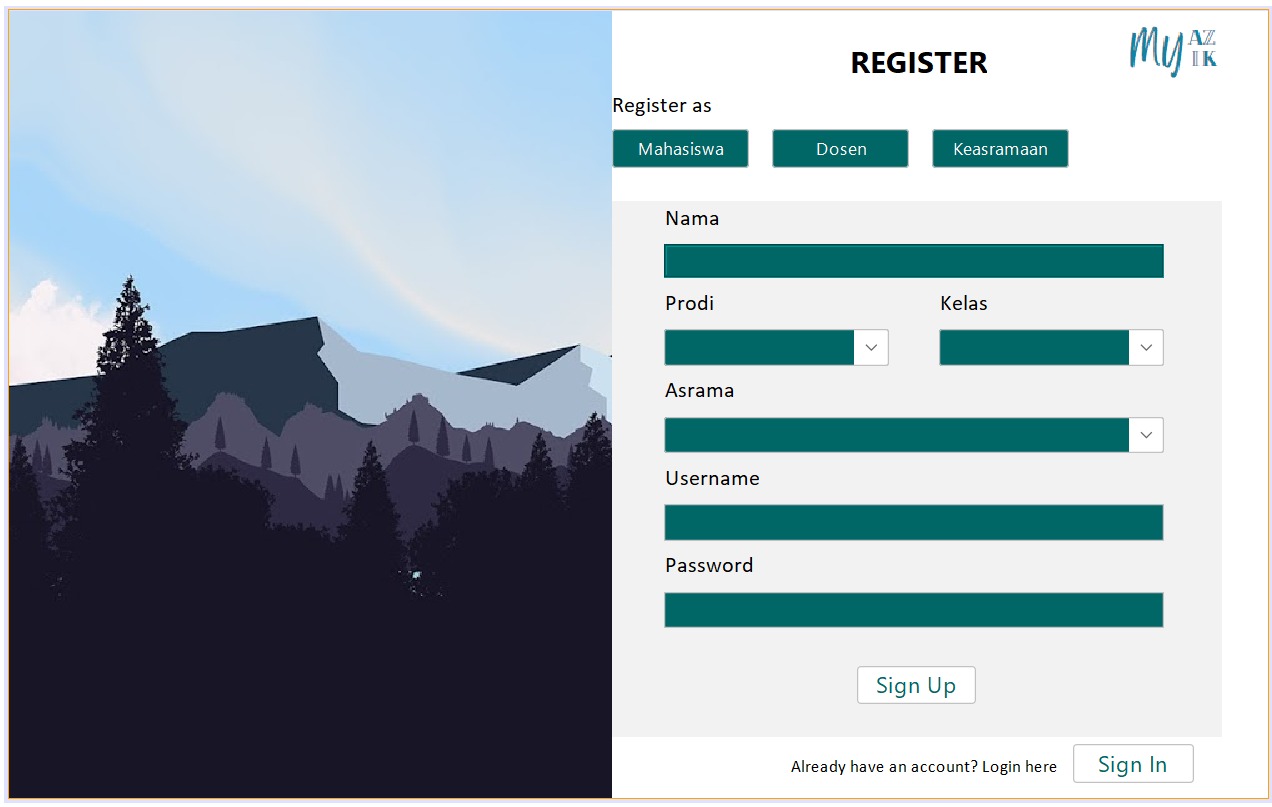 REGISTER
My AZ
IK
Register as
Mahasiswa Dosen Keasramaan
Nama
Prodi Kelas
Asrama
Username
Password
Sign Up
Already have an account? Login here Sign In